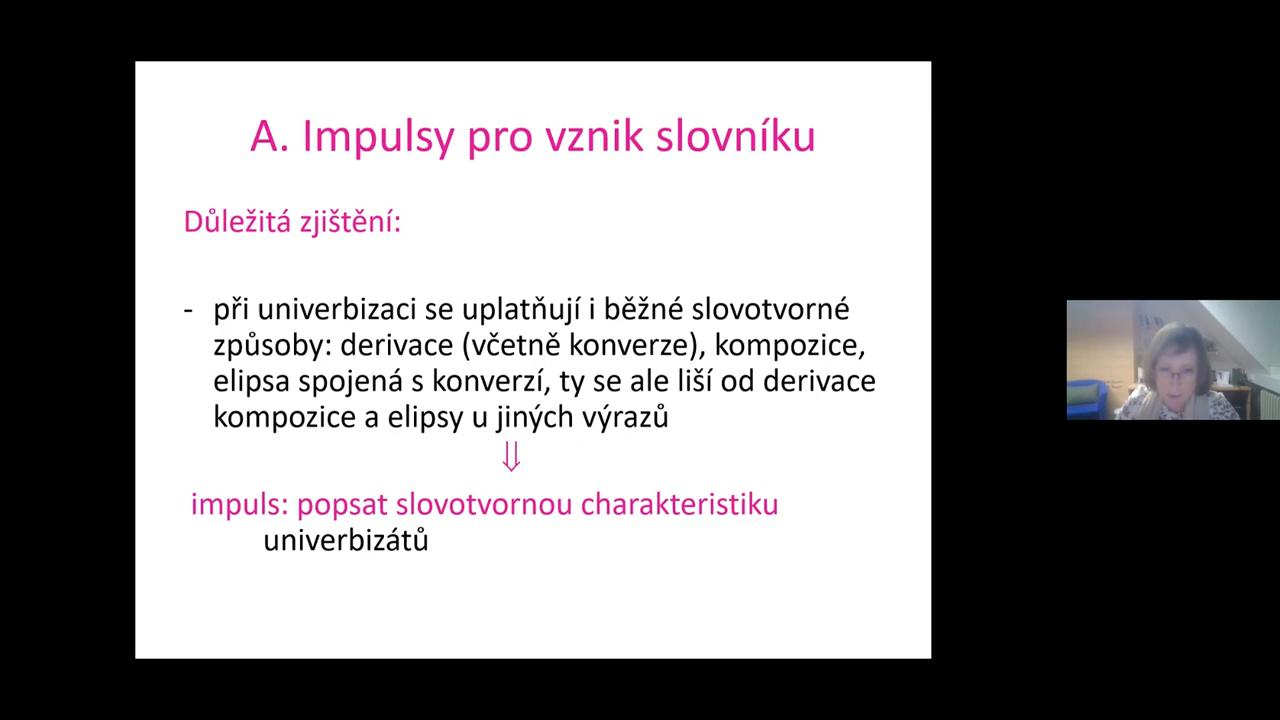 A. Impulsy pro vznik slovníku
Důležitá zjištění:
- při univerbizaci se uplatňují i běžné slovotvorné
způsoby: derivace (včetně konverze), kompozice,
elipsa spojená s konverzí, ty se ale liší od derivace
kompozice a elipsy u jiných výrazů
⇓
impuls: popsat slovotvornou charakteristiku
univerbizátů